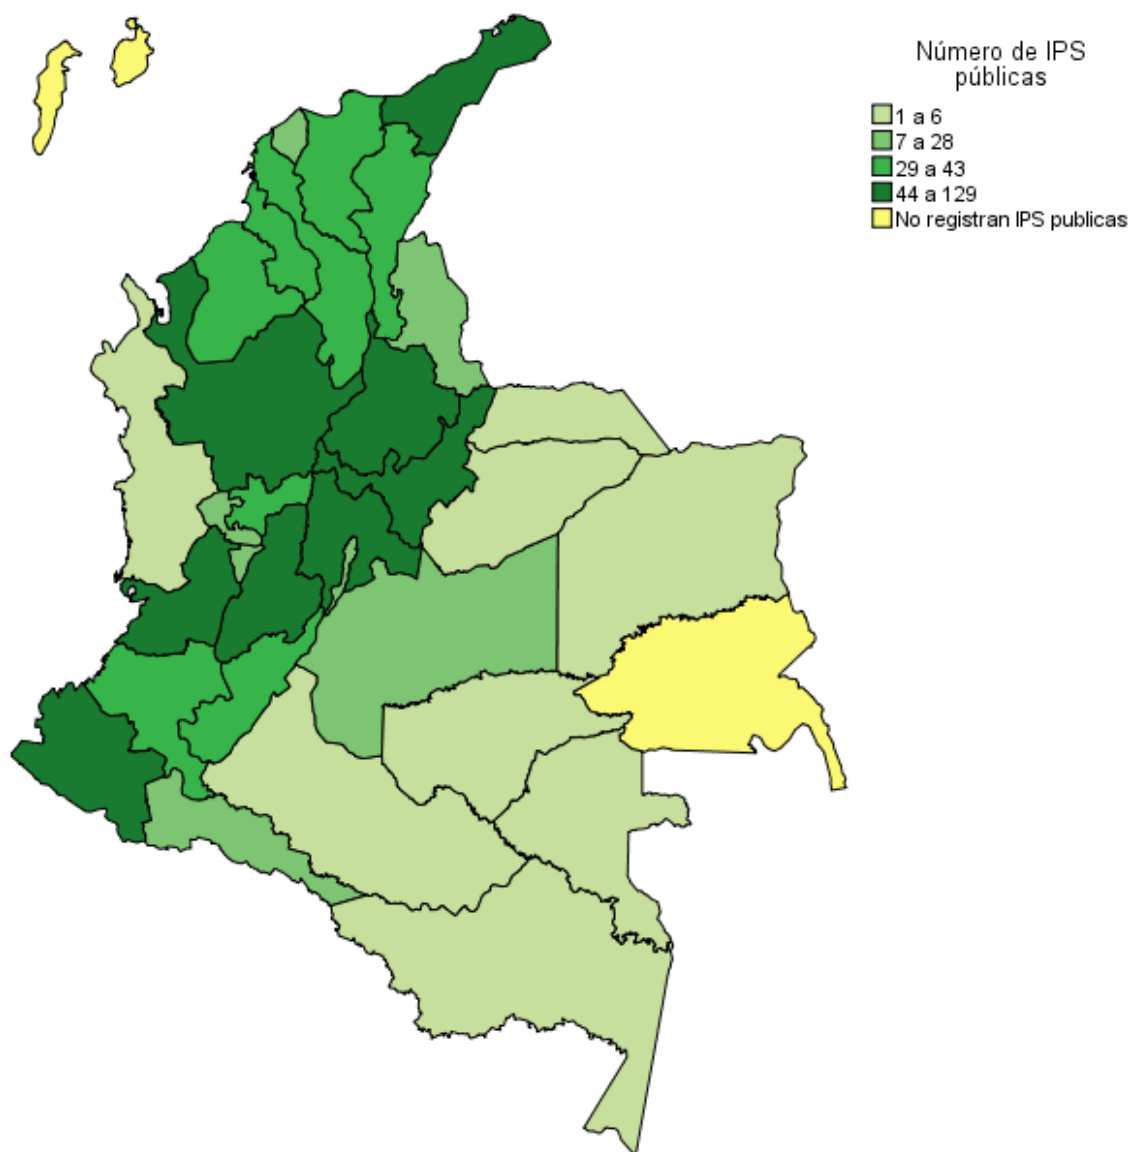 Número de IPS
públicas
1 a 6
7 a 28
29 a 43
44 a 129
No registran IPS publicas